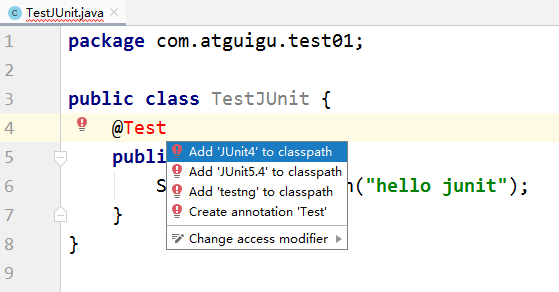 TestJUnit.java
1 package com.atguigu.test01;
2
3 public class TestJUnit {
4 @Test
Add 'JUnit4' to classpath
5 publi
Add 'JUnit5.4' to classpath
6 S n("hello junit");
Add 'testng' to classpath
Create annotation 'Test'
7 }
Change access modifier
8 }
9